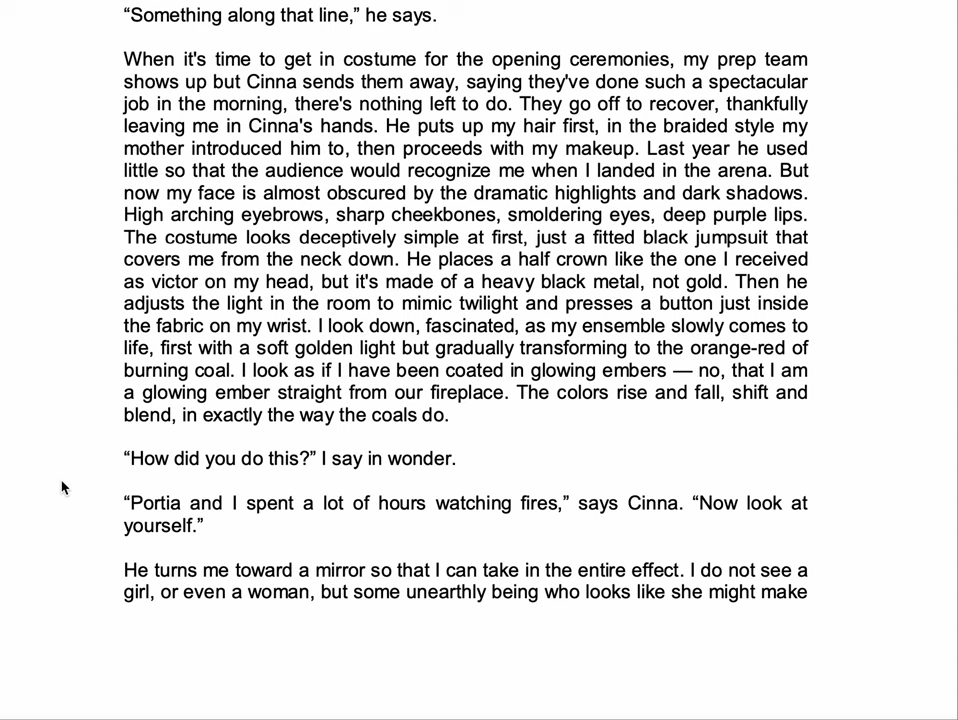 “Something along that line,” he says.
When it's time to get in costume for the opening ceremonies, my prep team
shows up but Cinna sends them away, saying they've done such a spectacular
job in the morning, there's nothing left to do. They go off to recover, thankfully
leaving me in Cinna's hands. He puts up my hair first, in the braided style my
mother introduced him to, then proceeds with my makeup. Last year he used
little so that the audience would recognize me when I landed in the arena. But
now my face is almost obscured by the dramatic highlights and dark shadows.
High arching eyebrows, sharp cheekbones, smoldering eyes, deep purple lips.
The costume looks deceptively simple at first, just a fitted black jumpsuit that
covers me from the neck down. He places a half crown like the one I received
as victor on my head, but it's made of a heavy black metal, not gold. Then he
adjusts the light in the room to mimic twilight and presses a button just inside
the fabric on my wrist. I look down, fascinated, as my ensemble slowly comes to
life, first with a soft golden light but gradually transforming to the orange-red of
burning coal. I look as if I have been coated in glowing embers — no, that I am
a glowing ember straight from our fireplace. The colors rise and fall, shift and
blend, in exactly the way the coals do.
“How did you do this?” I say in wonder.
“Portia and I spent a lot of hours watching fires,” says Cinna. “Now look at
yourself.”
He turns me toward a mirror so that I can take in the entire effect. I do not see a
girl, or even a woman, but some unearthly being who looks like she might make